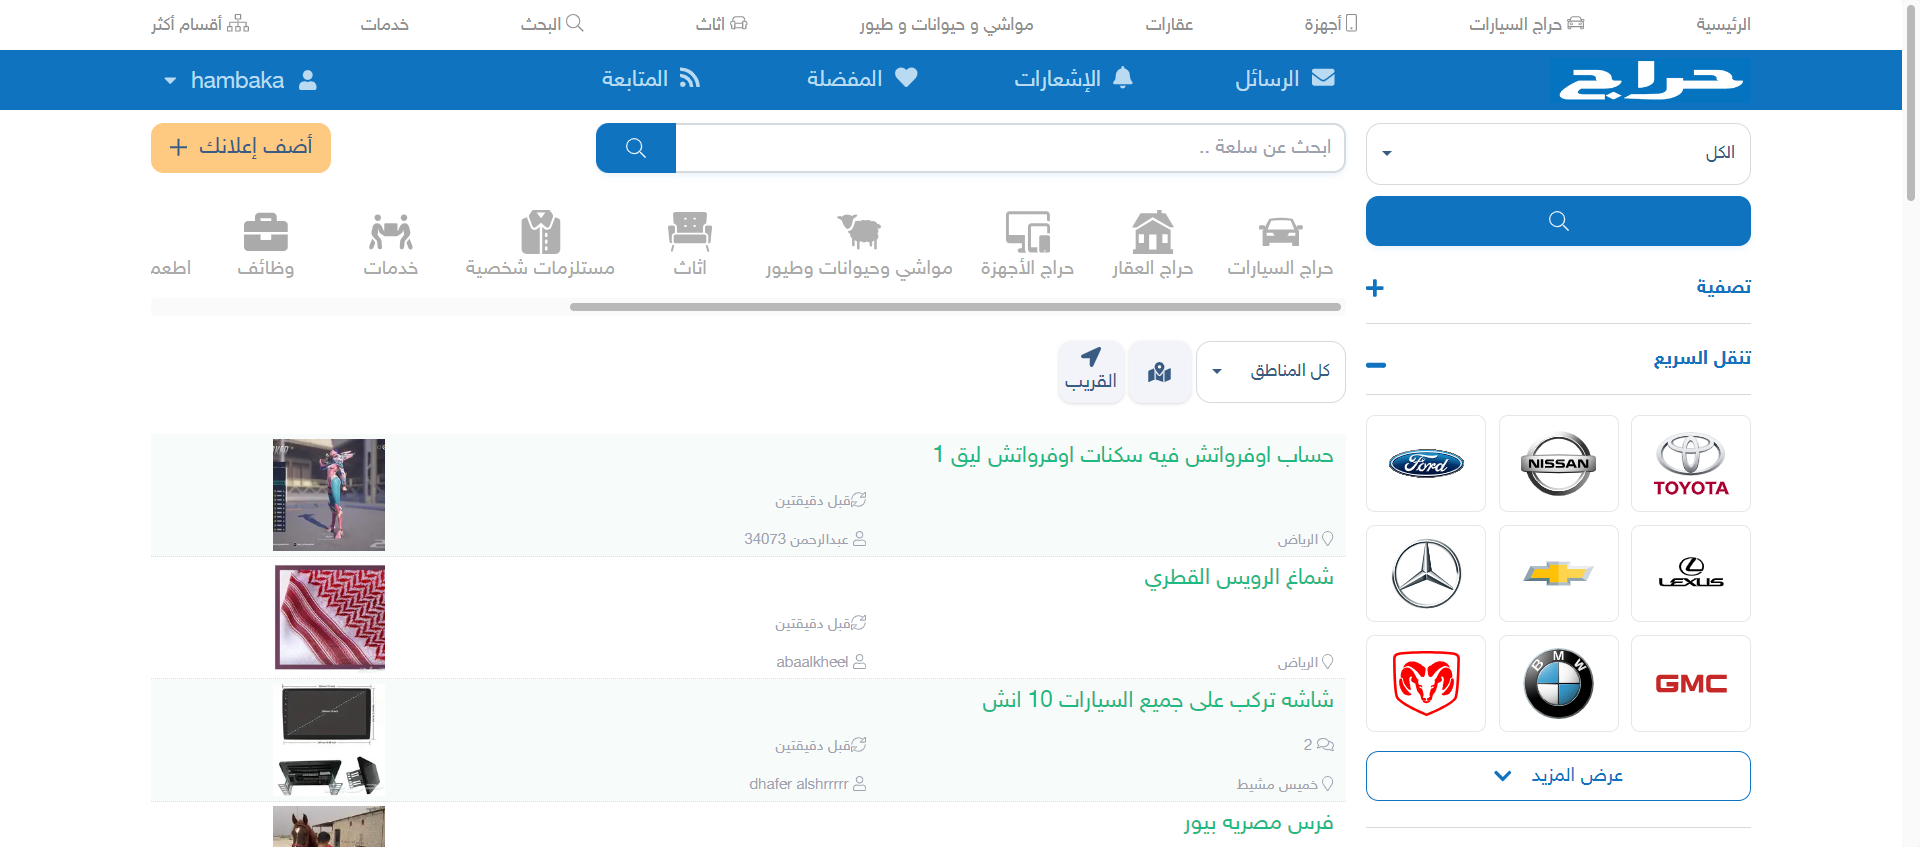 الرئيسية
حراج السيارات
أجهزة
عقارات
مواشي و حيوانات و طيور
اثاث
البحث
خدمات
أقسام أكثر
حراج
الرسائل
الإشعارات
المفضلة
المتابعة
hambaka
الكل
ابحث عن سلعة ..
أضف إعلانك +
حراج السيارات
حراج العقار
حراج الأجهزة
مواشي وحيوانات وطيور
اثاث
مستلزمات شخصية
خدمات
وظائف
اطعم
تصفية
تنقل السريع
كل المناطق
القريب
TOYOTA
NISSAN
Ford
LEXUS
GMC
BMW
عرض المزيد
حساب اوفرواتش فيه سكنات اوفرواتش ليق 1
قبل دقيقتين
الرياض
عبدالرحمن 34073
شماغ الرويس القطري
قبل دقيقتين
الرياض
abaalkheel
شاشه تركب على جميع السيارات 10 انش
2
قبل دقيقتين
خميس مشيط
dhafer alshrrrrr
فرس مصريه بيور